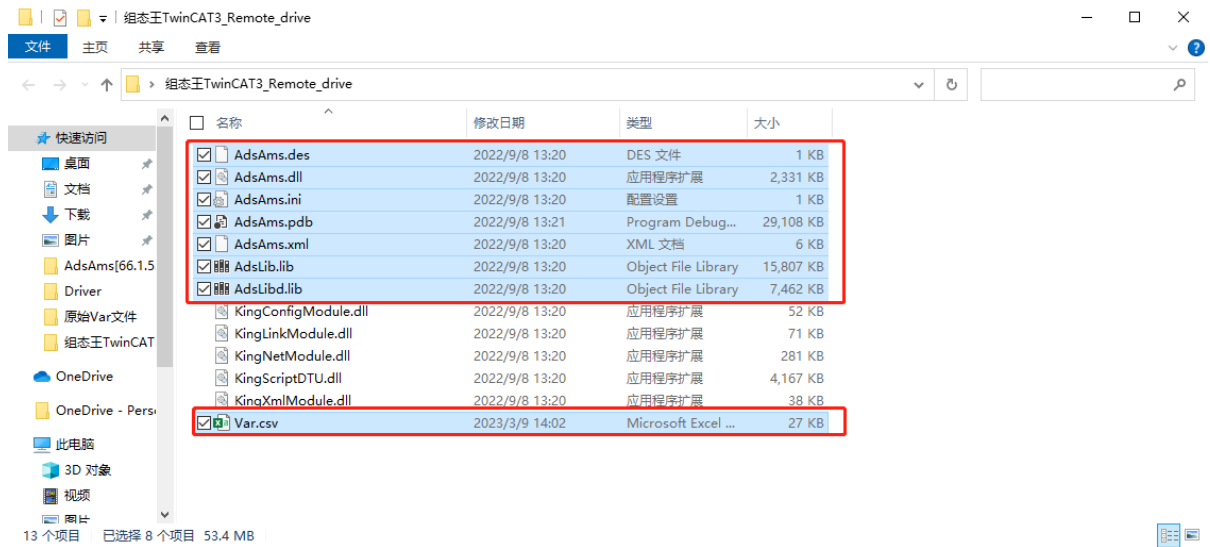 组态王TwinCAT3_Remote_drive
文件 主页 共享 查看
组态王TwinCAT3_Remote_drive
名称 修改日期 类型 大小
快速访问
桌面
文档
下载
图片
AdsAms[66.1.5
Driver
原始Var文件
组态王TwinCAT
OneDrive
OneDrive - Pers
此电脑
3D 对象
视频
图片
AdsAms.des 2022/9/8 13:20 DES 文件 1 KB
AdsAms.dll 2022/9/8 13:20 应用程序扩展 2,331 KB
AdsAms.ini 2022/9/8 13:20 配置设置 1 KB
AdsAms.pdb 2022/9/8 13:21 Program Debug... 29,108 KB
AdsAms.xml 2022/9/8 13:20 XML 文档 6 KB
AdsLib.lib 2022/9/8 13:20 Object File Library 15,807 KB
AdsLibd.lib 2022/9/8 13:20 Object File Library 7,462 KB
KingConfigModule.dll 2022/9/8 13:20 应用程序扩展 52 KB
KingLinkModule.dll 2022/9/8 13:20 应用程序扩展 71 KB
KingNetModule.dll 2022/9/8 13:20 应用程序扩展 281 KB
KingScriptDTU.dll 2022/9/8 13:20 应用程序扩展 4,167 KB
KingXmlModule.dll 2022/9/8 13:20 应用程序扩展 38 KB
Var.csv 2023/3/9 14:02 Microsoft Excel ... 27 KB
13 个项目 已选择 8 个项目 53.4 MB